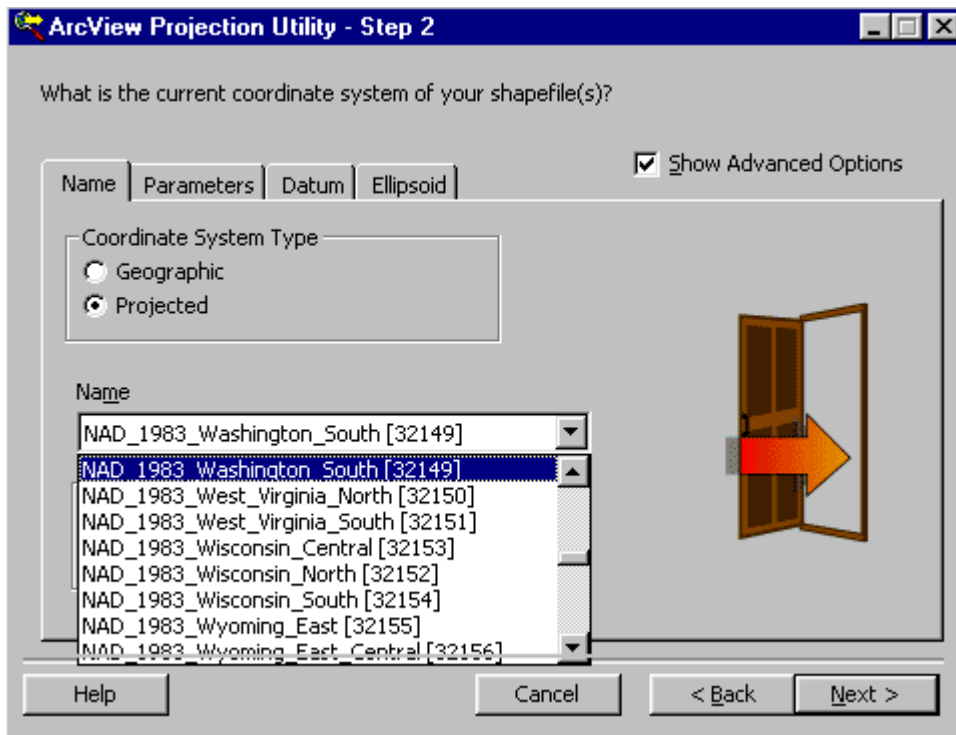 ArcView Projection Utility - Step 2
What is the current coordinate system of your shapefile(s)?
Show Advanced Options
Name Parameters Datum Ellipsoid
Coordinate System Type
Geographic
Projected
Name
NAD_1983_Washington_South [32149]
NAD_1983_Washington_South [32149]
NAD_1983_West_Virginia_North [32150]
NAD_1983_West_Virginia_South [32151]
NAD_1983_Wisconsin_Central [32153]
NAD_1983_Wisconsin_North [32152]
NAD_1983_Wisconsin_South [32154]
NAD_1983_Wyoming_East [32155]
NAD_1983_Wyoming_East_Central [32156]
Help Cancel < Back Next >